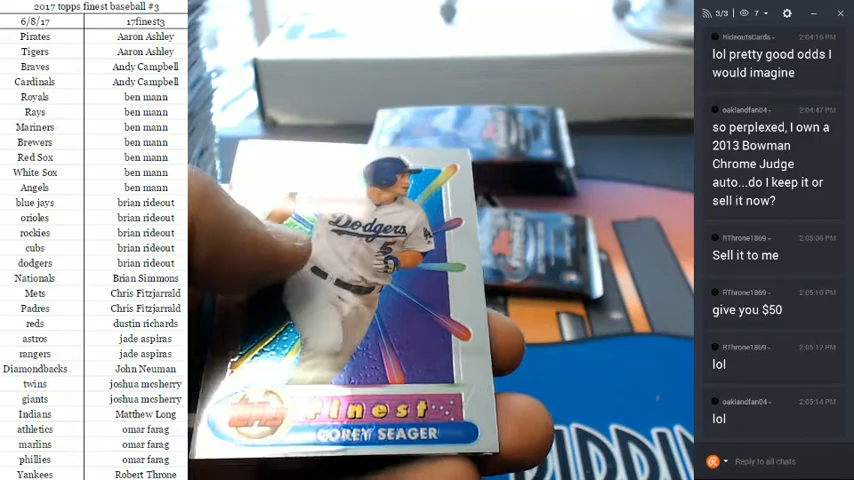 2017 topps finest baseball #3
6/8/17 17finest3
Pirates Aaron Ashley
Tigers Aaron Ashley
Braves Andy Campbell
Cardinals Andy Campbell
Royals ben mann
Rays ben mann
Mariners ben mann
Brewers ben mann
Red Sox ben mann
White Sox ben mann
Angels ben mann
blue jays brian rideout
orioles brian rideout
rockies brian rideout
cubs brian rideout
dodgers brian rideout
Nationals Brian Simmons
Mets Chris Fitzjarrald
Padres Chris Fitzjarrald
reds dustin richards
astros jade aspiras
rangers jade aspiras
Diamondbacks John Neuman
twins joshua mcsherry
giants joshua mcsherry
Indians Matthew Long
athletics omar farag
marlins omar farag
phillies omar farag
Yankees Robert Throne
Dodgers
5
LA
finest
COREY SEAGER
RIPPIN
3/3 7
HideoutsCards 2:04:16 PM
lol pretty good odds I
would imagine
oaklandfan04 2:04:47 PM
so perplexed, I own a
2013 Bowman
Chrome Judge
auto...do I keep it or
sell it now?
RThrone1869 2:05:06 PM
Sell it to me
RThrone1869 2:05:10 PM
give you $50
RThrone1869 2:05:12 PM
lol
oaklandfan04 2:05:14 PM
lol
Reply to all chats